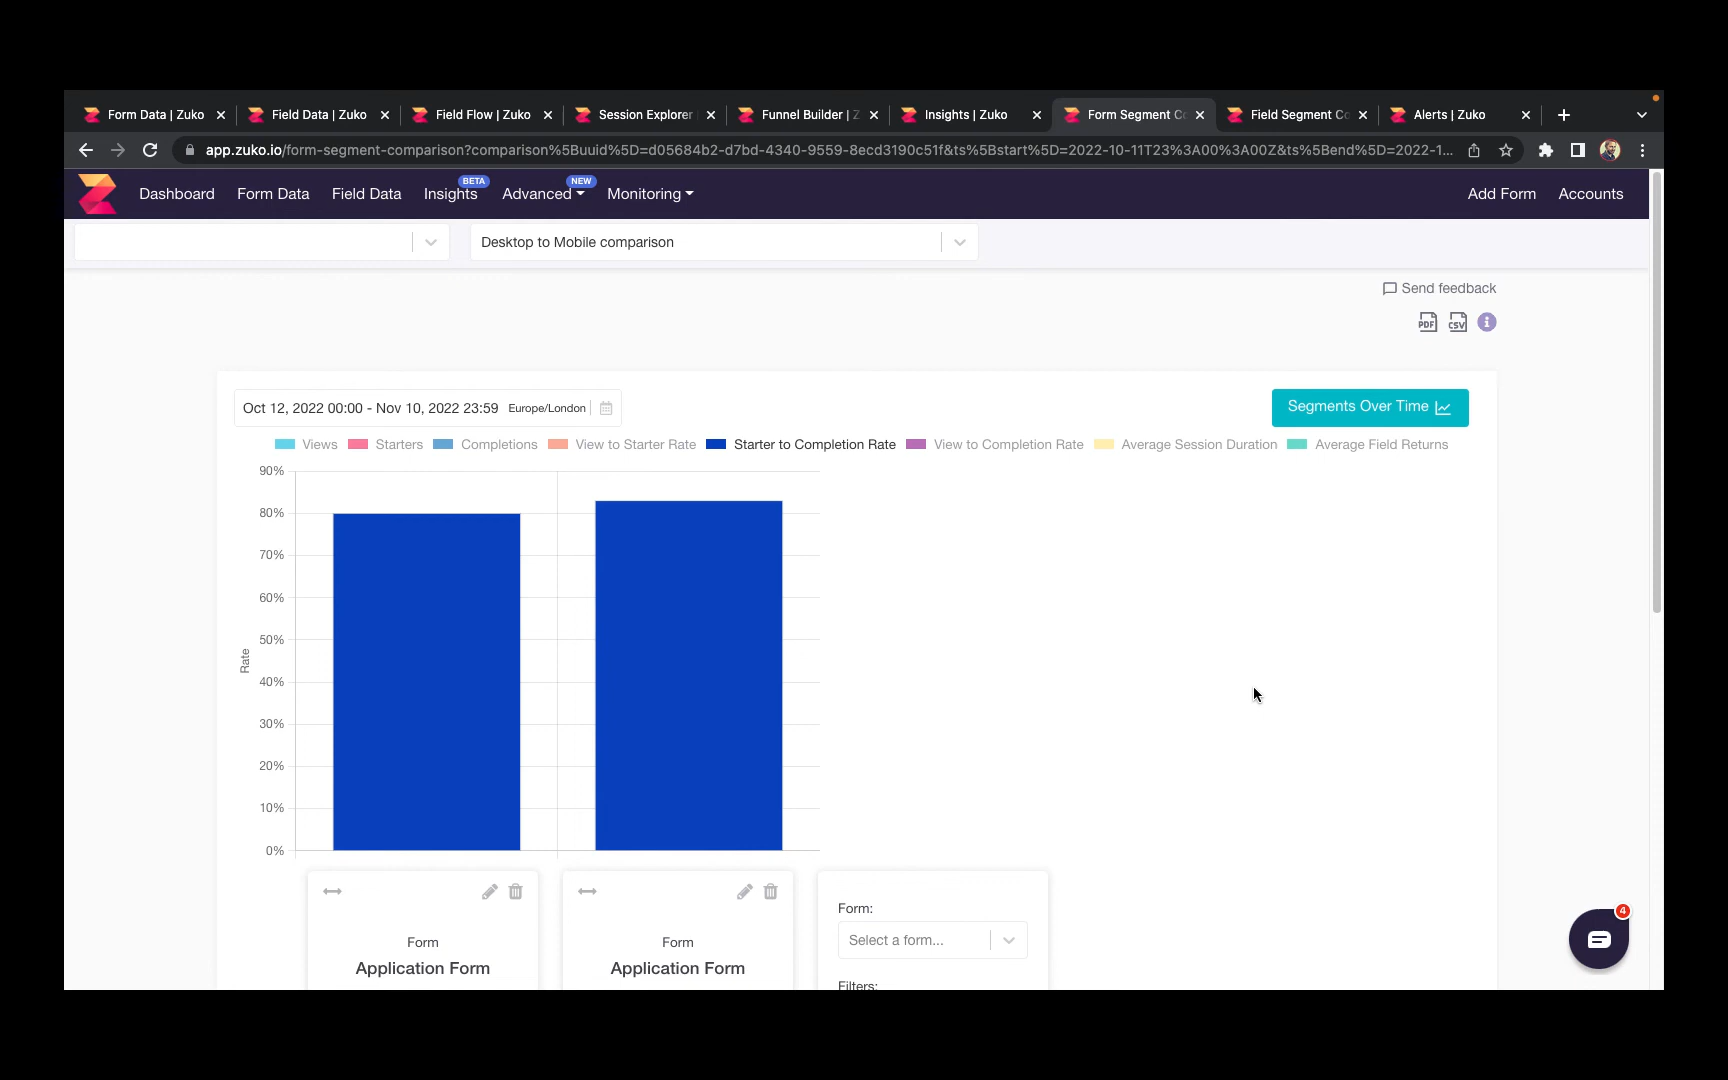 Form Data | Zuko
Field Data | Zuko
Field Flow | Zuko
Session Explorer
Funnel Builder | Z
Insights | Zuko
Form Segment Co
Field Segment Co
Alerts | Zuko
app.zuko.io/form-segment-comparison?comparison%5Buuid%5D=d05684b2-d7bd-4340-9559-8ecd3190c51f&ts%5Bstart%5D=2022-10-11T23%3A00%3A00Z&ts%5Bend%5D=2022-1...
Dashboard Form Data Field Data Insights BETA Advanced NEW Monitoring Add Form Accounts
Desktop to Mobile comparison
Send feedback
PDF CSV i
Oct 12, 2022 00:00 - Nov 10, 2022 23:59 Europe/London
Segments Over Time
Views Starters Completions View to Starter Rate Starter to Completion Rate View to Completion Rate Average Session Duration Average Field Returns
90%
80%
70%
60%
50%
40%
30%
20%
10%
0%
Rate
Form
Application Form
Form
Application Form
Form:
Select a form...
Filters:
4